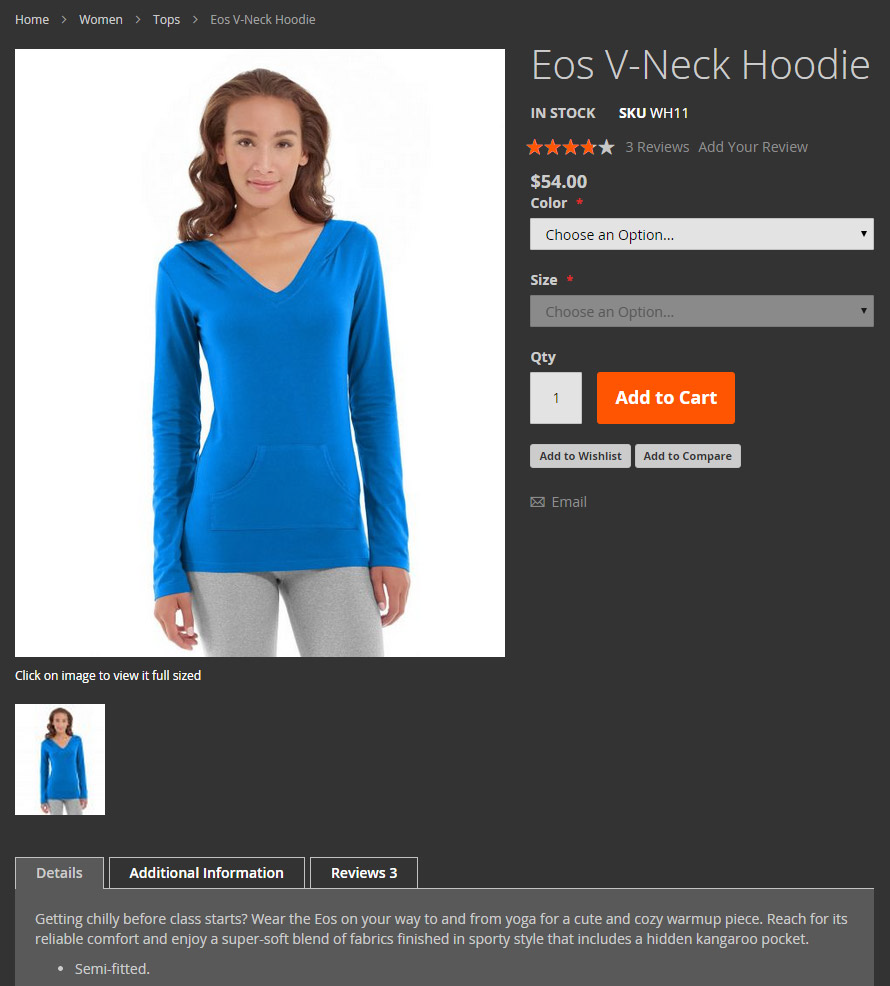 Home > Women > Tops > Eos V-Neck Hoodie
Eos V-Neck Hoodie
IN STOCK SKU WH11
3 Reviews Add Your Review
$54.00
Color *
Choose an Option...
Size *
Choose an Option...
Qty
1 Add to Cart
Add to Wishlist Add to Compare
Email
Click on image to view it full sized
Details Additional Information Reviews 3
Getting chilly before class starts? Wear the Eos on your way to and from yoga for a cute and cozy warmup piece. Reach for its
reliable comfort and enjoy a super-soft blend of fabrics finished in sporty style that includes a hidden kangaroo pocket.
• Semi-fitted.